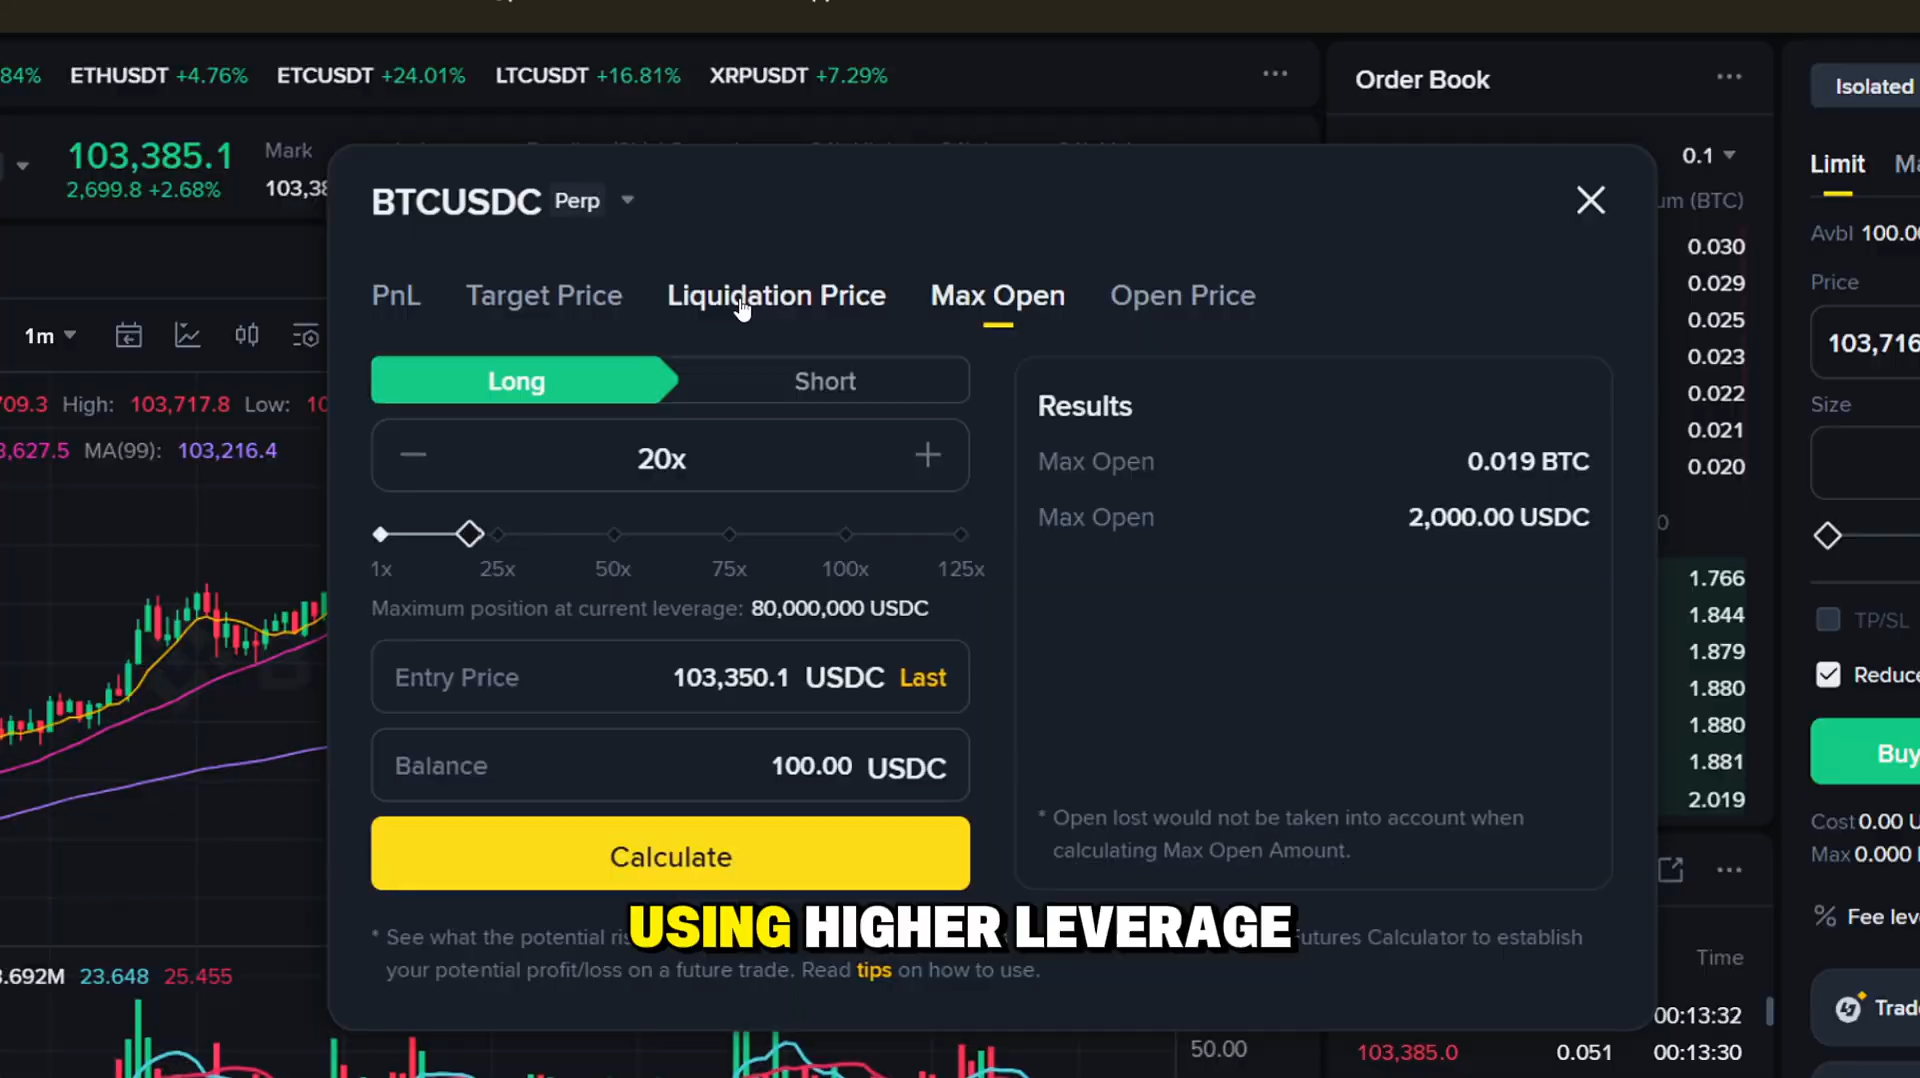 84% ETHUSDT +4.76% ETCUSDT +24.01% LTCUSDT +16.81% XRPUSDT +7.29%
103,385.1
2,699.8 +2.68%
Mark
103,38
BTCUSDC Perp
PnL Target Price Liquidation Price Max Open Open Price
Long Short
20x
1x 25x 50x 75x 100x 125x
Maximum position at current leverage: 80,000,000 USDC
Entry Price 103,350.1 USDC Last
Balance 100.00 USDC
Calculate
Results
Max Open 0.019 BTC
Max Open 2,000.00 USDC
* Open lost would not be taken into account when
calculating Max Open Amount.
USING HIGHER LEVERAGE
* See what the potential ri
Futures Calculator to establish
your potential profit/loss on a future trade. Read tips on how to use.
1m
709.3 High: 103,717.8 Low: 10
3,627.5 MA(99): 103,216.4
3.692M 23.648 25.455
50.00
Order Book
0.1
um (BTC)
0.030
0.029
0.025
0.023
0.022
0.021
0.020
0
1.766
1.844
1.879
1.880
1.880
1.881
2.019
Time
00:13:32
103,385.0 0.051 00:13:30
Isolated
Limit Ma
Avbl 100.00
Price
103,716
Size
TP/SL
Reduce
Buy
Cost 0.00 U
Max 0.000
% Fee leve
Trad